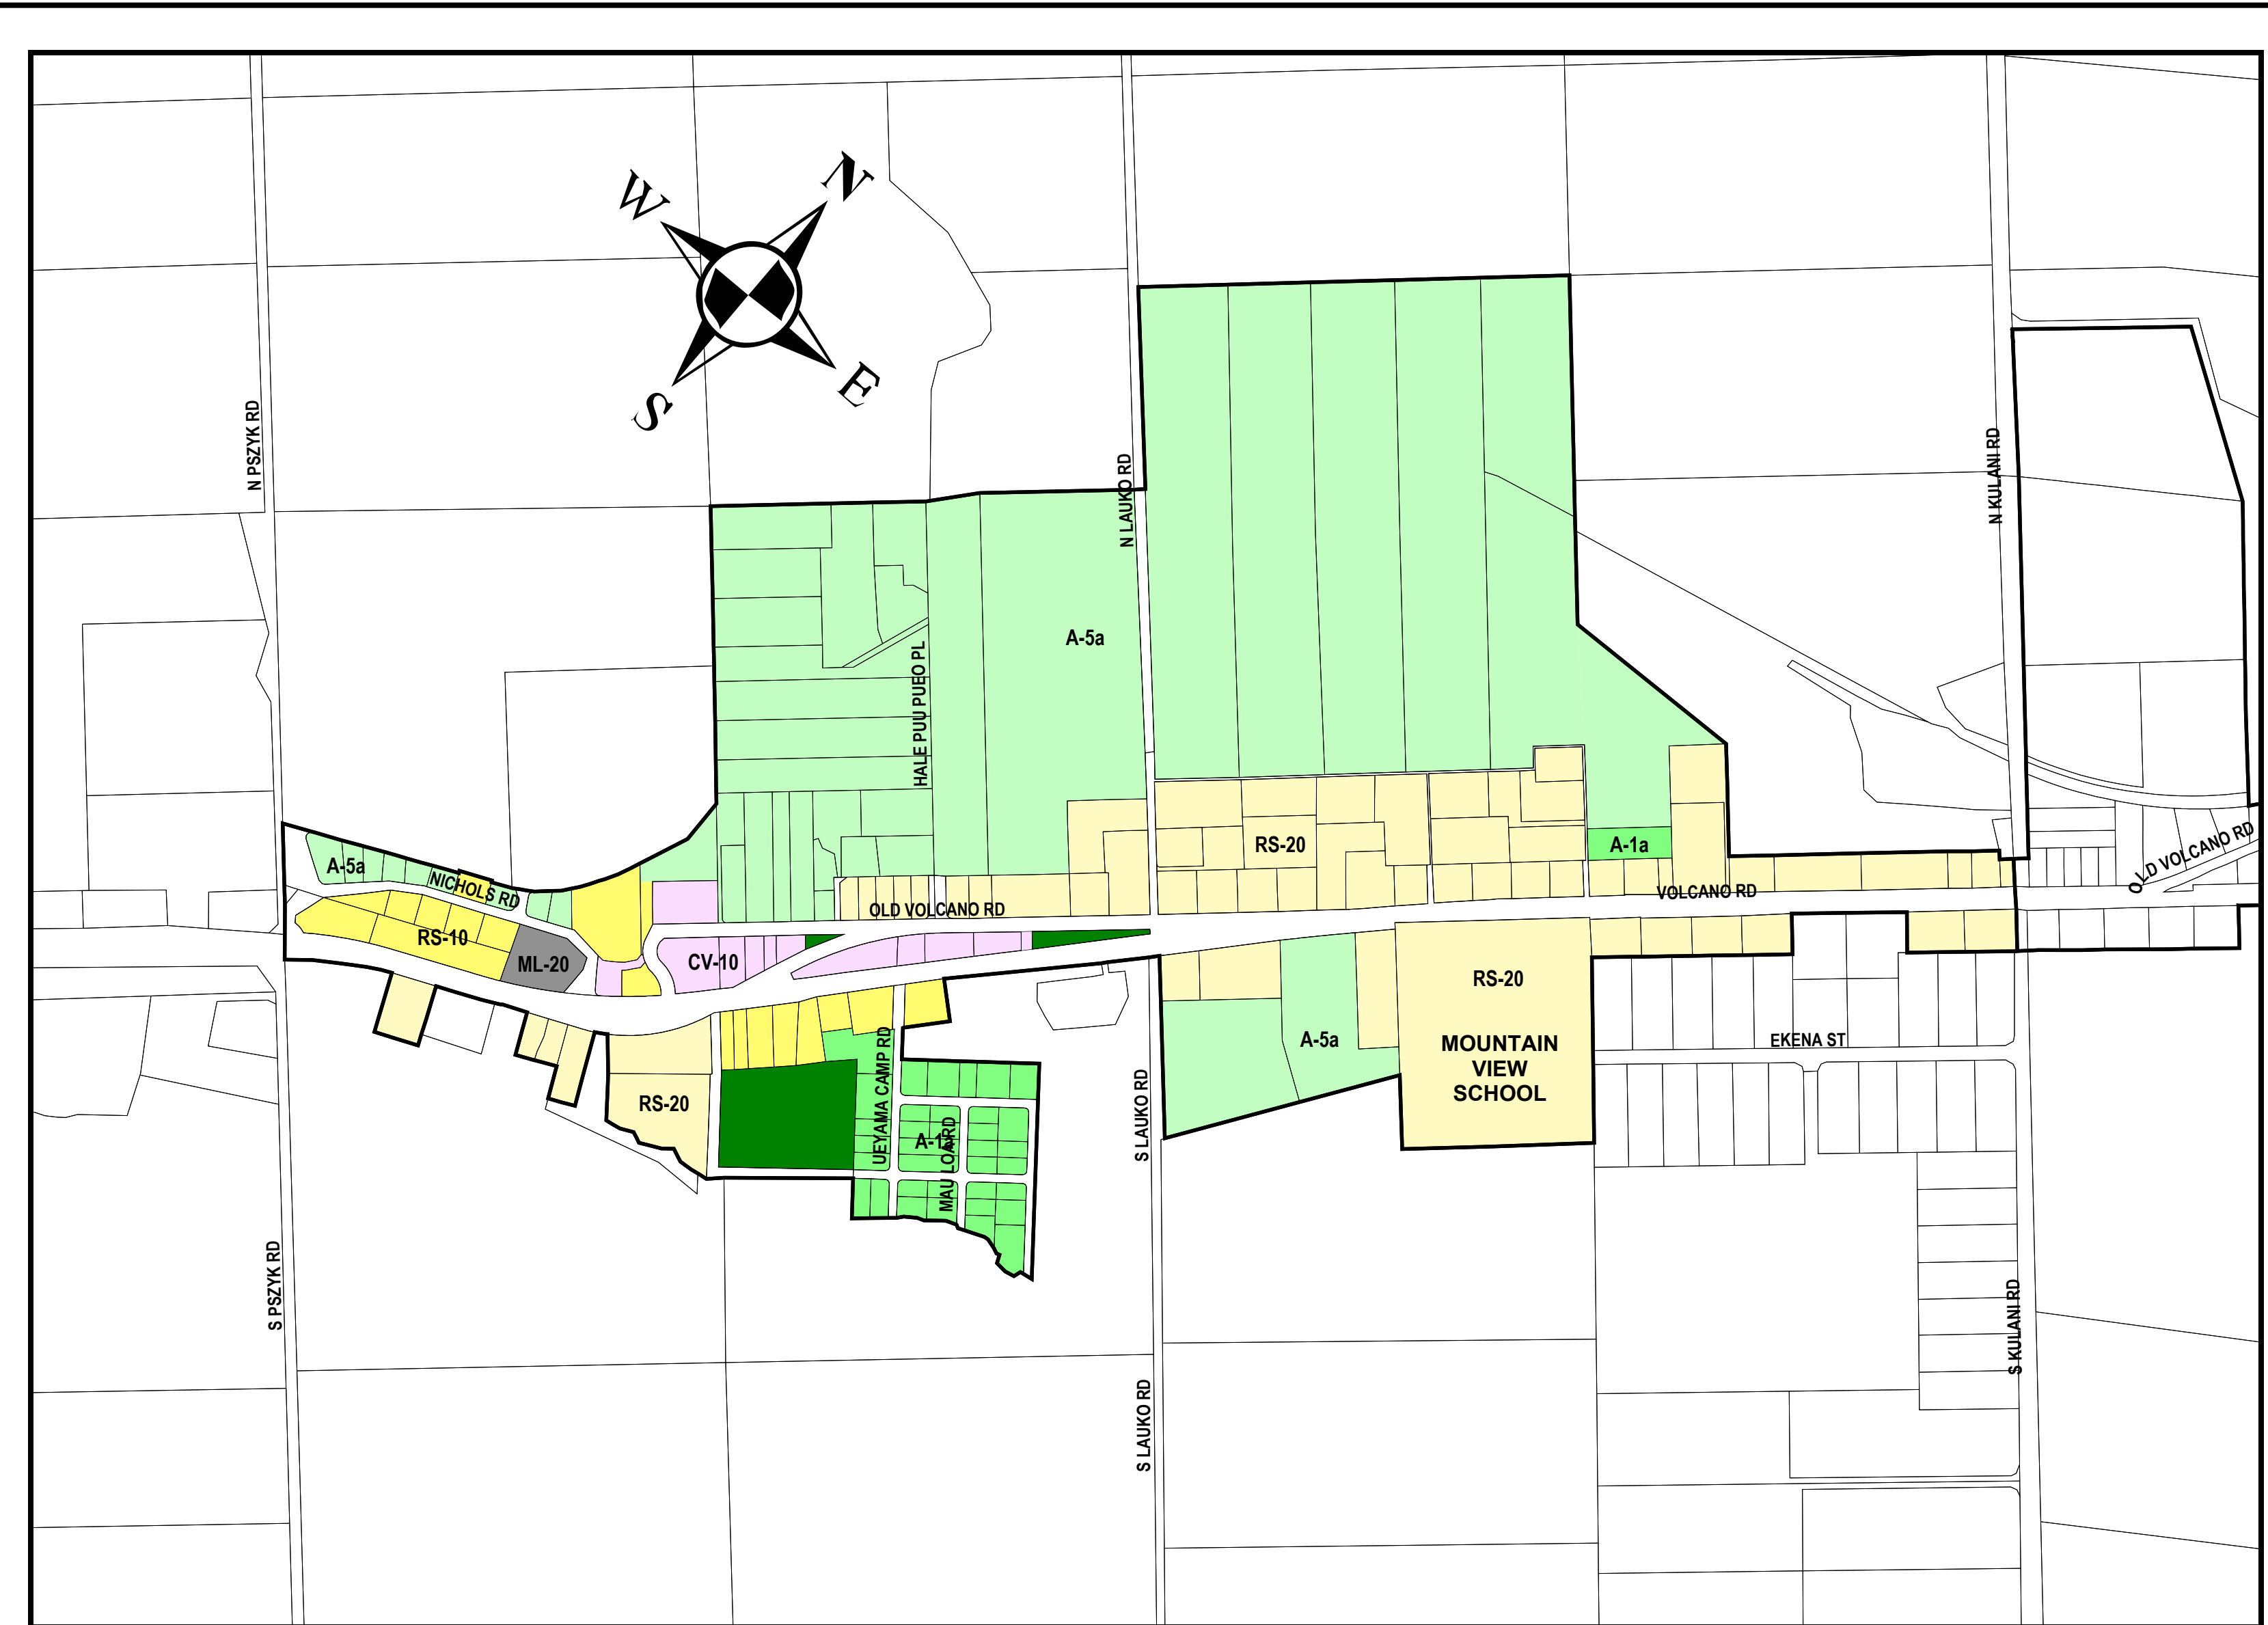 N
W
E
S
N PSZYK RD
N LAUKO RD
N KULANI RD
A-5a
HALE PUU PUEO PL
RS-20
A-1a
OLD VOLCANO RD
A-5a
NICHOLS RD
VOLCANO RD
OLD VOLCANO RD
RS-10
ML-20
CV-10
RS-20
A-5a
MOUNTAIN
VIEW
SCHOOL
EKENA ST
UEYAMA CAMP RD
RS-20
A-1a
MAU LOA RD
S LAUKO RD
S PSZYK RD
S KULANI RD
S LAUKO RD